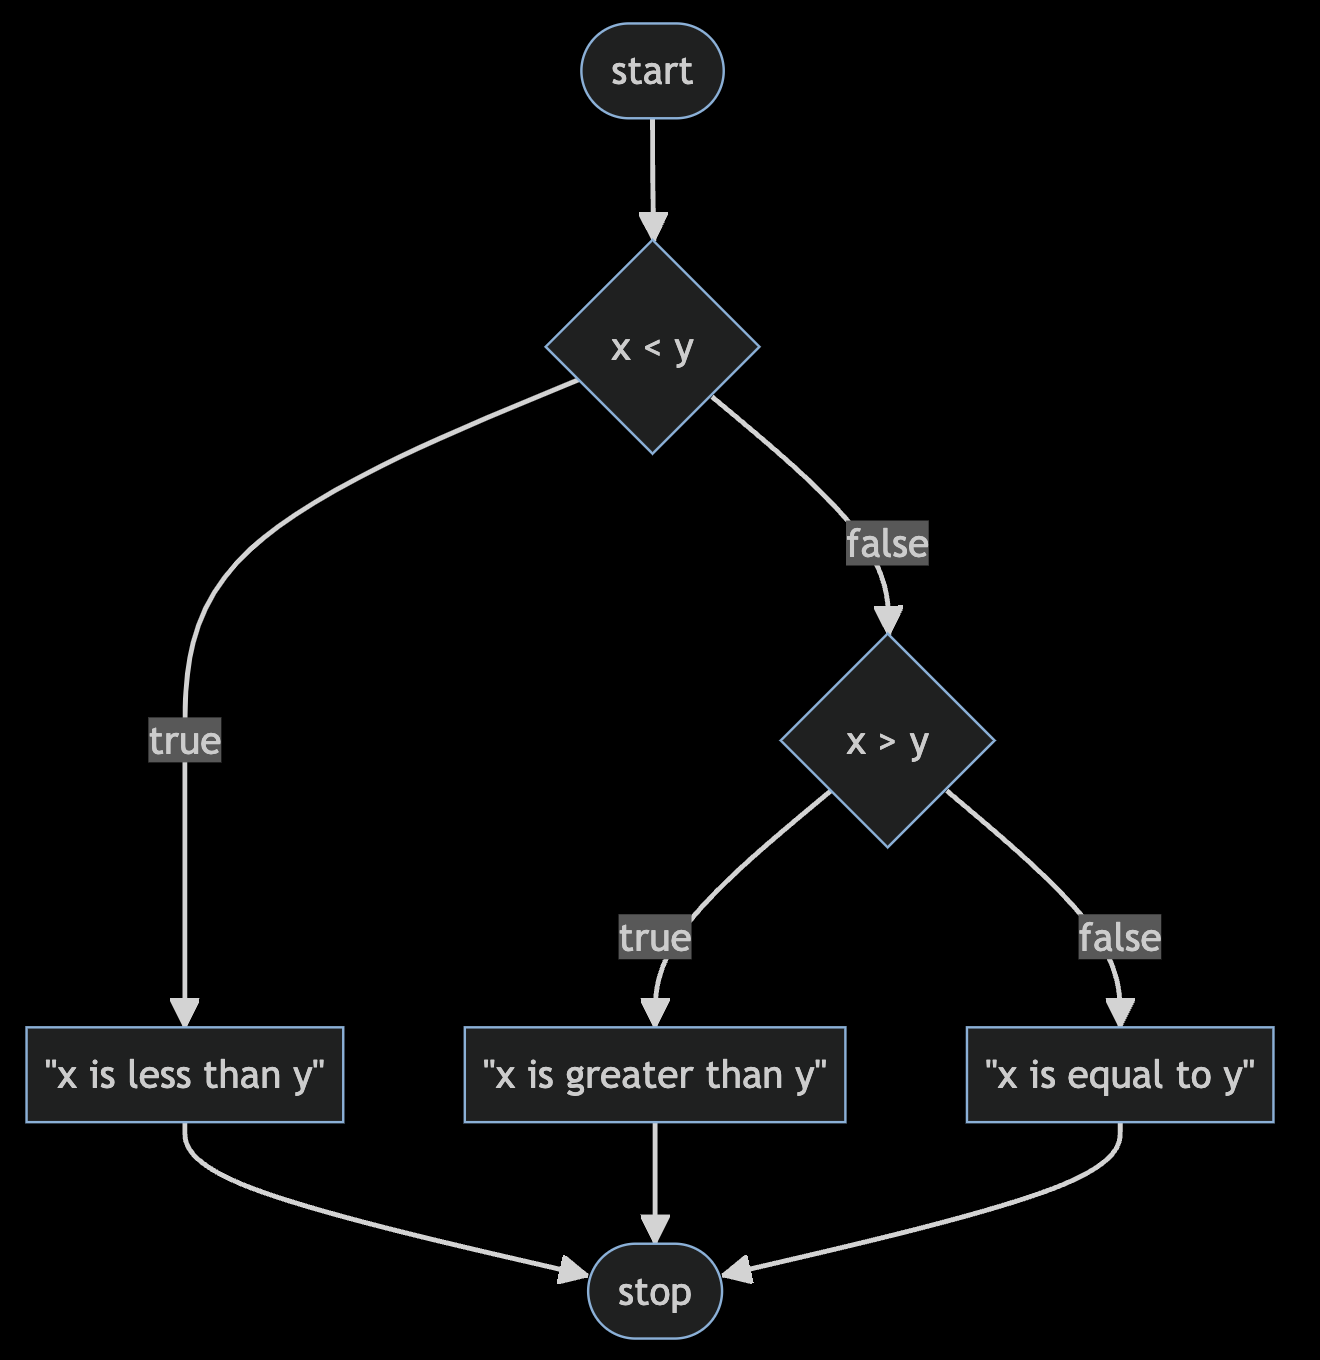 start
x < y
false
true
x > y
true
false
"x is less than y"
"x is greater than y"
"x is equal to y"
stop